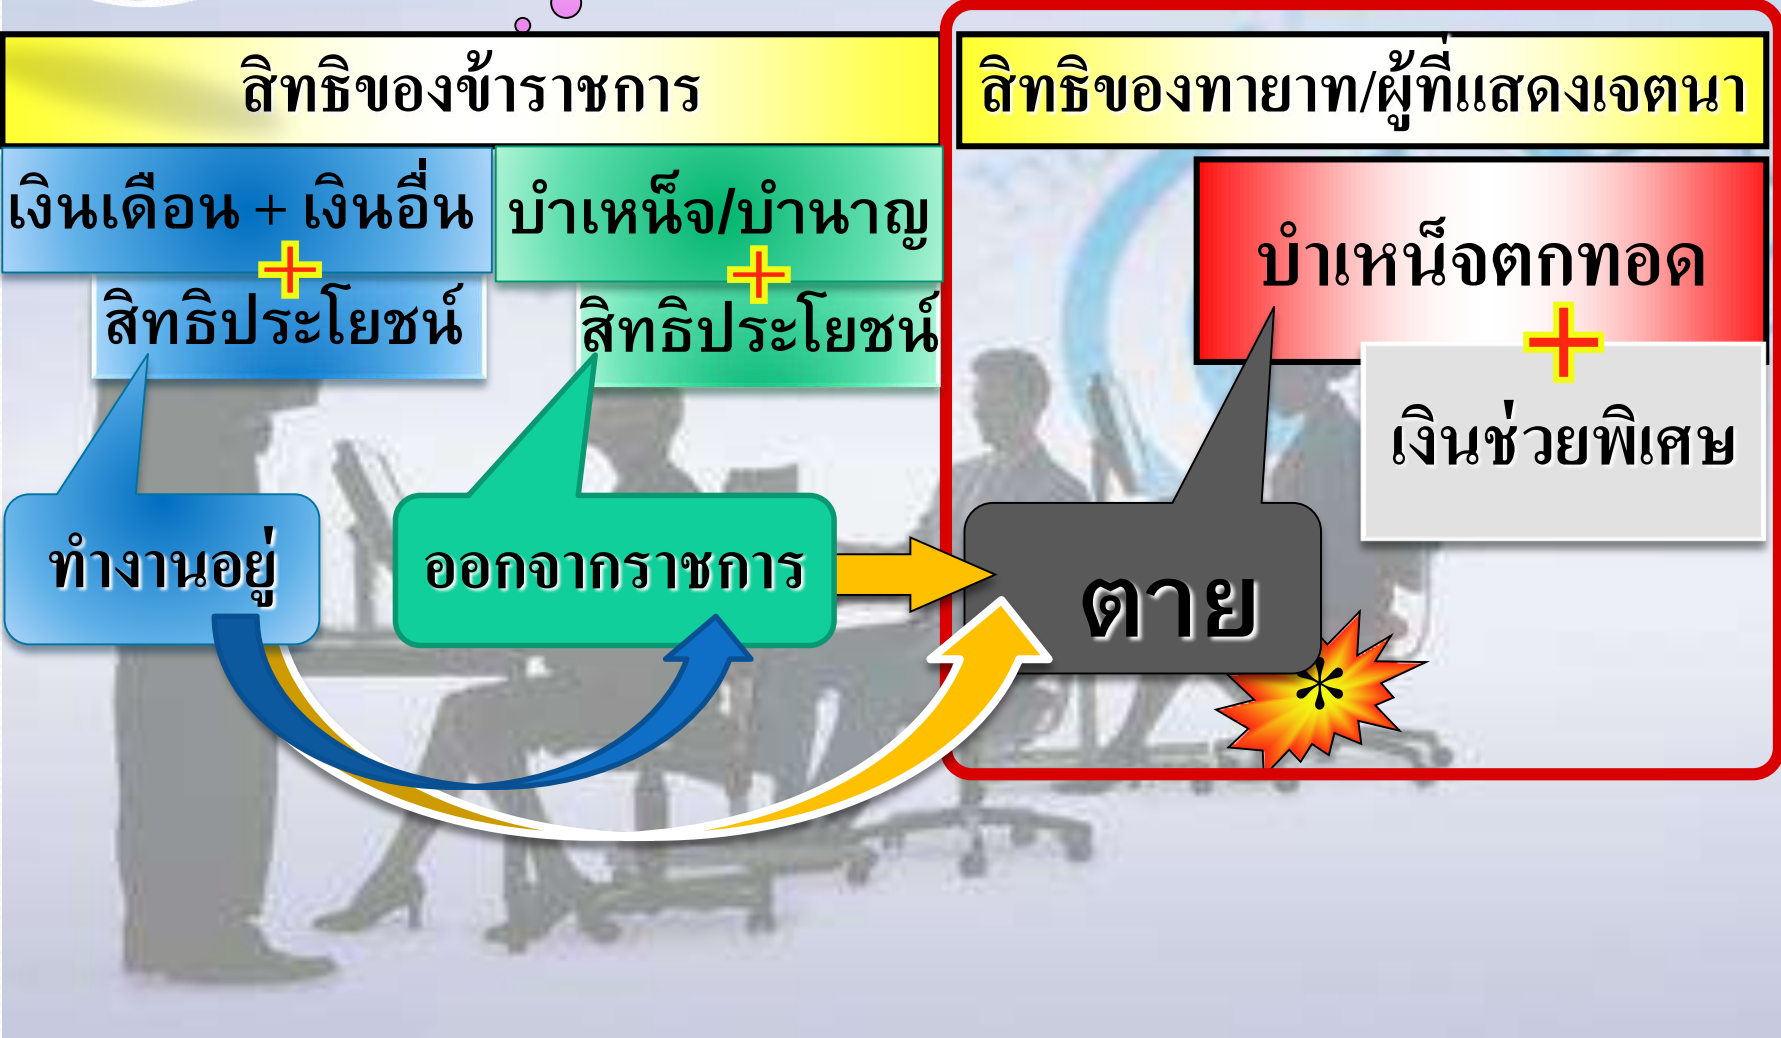 สิทธิของข้าราชการ
สิทธิของทายาท/ผู้ที่แสดงเจตนา
เงินเดือน + เงินอื่น
สิทธิประโยชน์
บำเหน็จ/บำนาญ
สิทธิประโยชน์
บำเหน็จตกทอด
เงินช่วยพิเศษ
ทำงานอยู่
ออกจากราชการ
ตาย
*